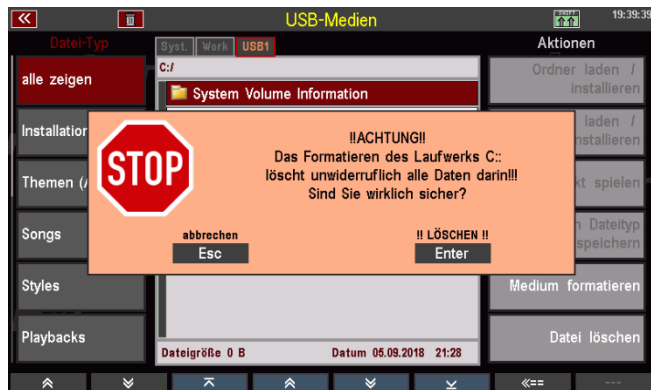 USB-Medien
19:39:39
Datei-Typ
Syst. Work USB1
Aktionen
C:/
alle zeigen
System Volume Information
Ordner laden /
installieren
Installation
laden /
installieren
!!ACHTUNG!!
STOP
Das Formatieren des Laufwerks C::
löscht unwiderruflich alle Daten darin!!!
Sind Sie wirklich sicher?
Themen (
kt spielen
Songs
n Dateityp
speichern
abbrechen
!! LÖSCHEN !!
Esc
Enter
Styles
Medium formatieren
Playbacks
Datei löschen
Dateigröße 0 B
Datum 05.09.2018 21:28
«==
---